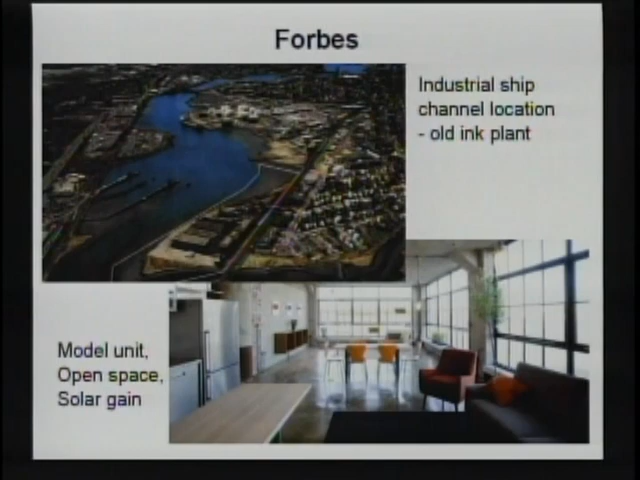 Forbes
Industrial ship
channel location
- old ink plant
Model unit,
Open space,
Solar gain